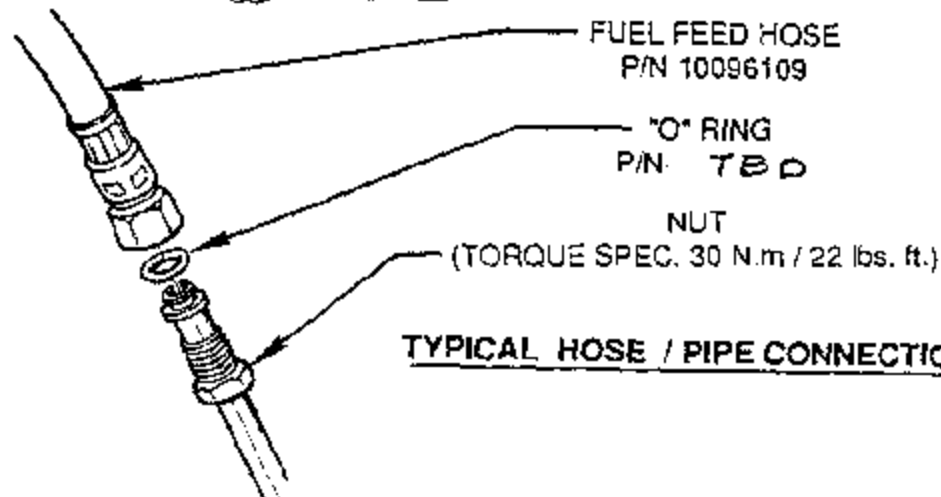 FUEL FEED HOSE
P/N 10096109
"O" RING
P/N. TBD
NUT
(TORQUE SPEC. 30 N.m / 22 lbs. ft.)
TYPICAL HOSE / PIPE CONNECTIO